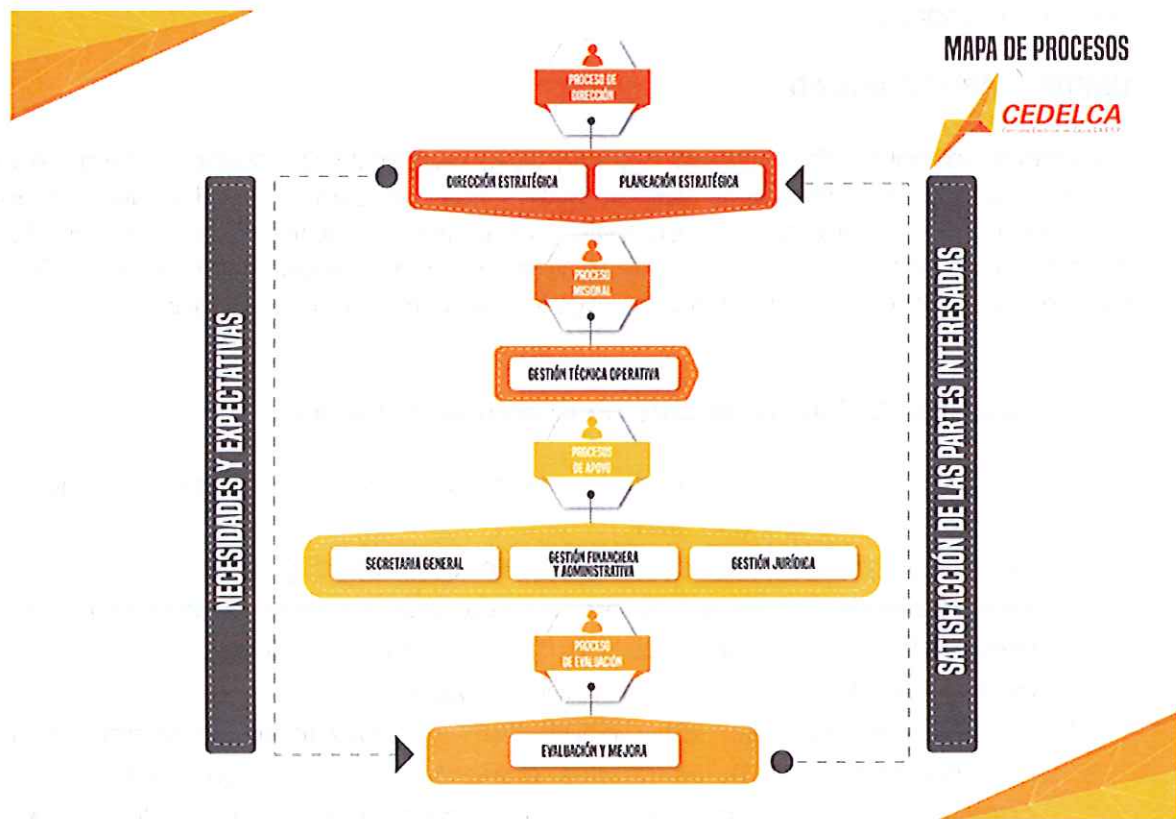 MAPA DE PROCESOS
CEDELCA
PROCESO DE
DIRECCIÓN
DIRECCIÓN ESTRATÉGICA
PLANEACIÓN ESTRATÉGICA
NECESIDADES Y EXPECTATIVAS
SATISFACCIÓN DE LAS PARTES INTERESADAS
PROCESO
MISIONAL
GESTIÓN TÉCNICA OPERATIVA
PROCESOS
DE APOYO
SECRETARIA GENERAL
GESTIÓN FINANCIERA
Y ADMINISTRATIVA
GESTIÓN JURÍDICA
PROCESO
DE EVALUACIÓN
EVALUACIÓN Y MEJORA